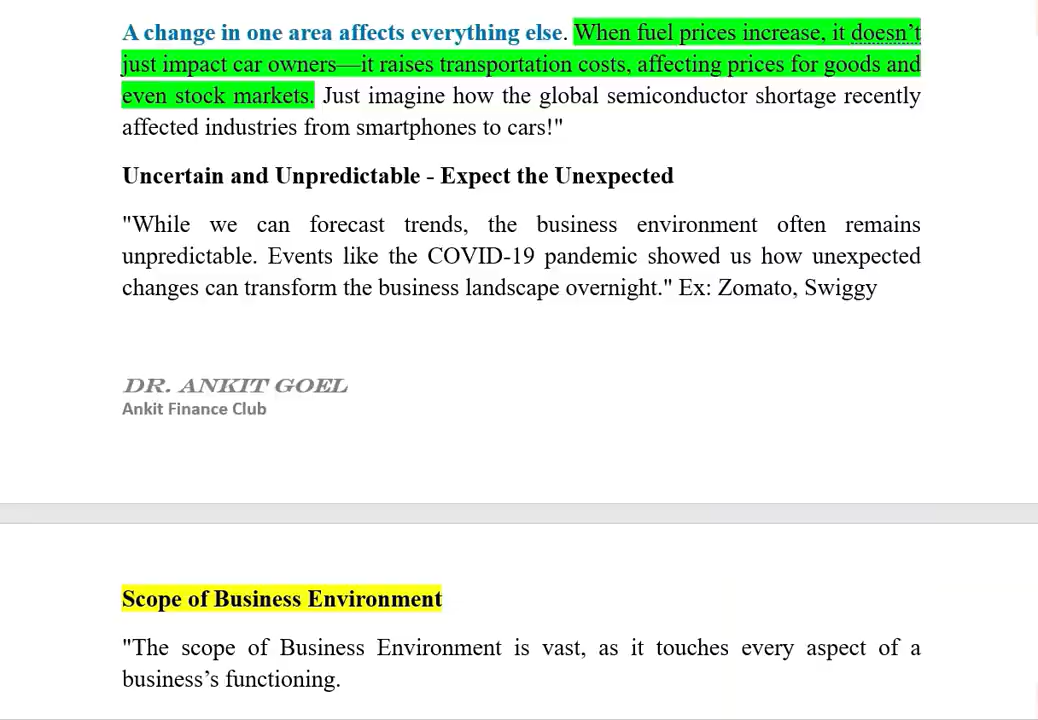 A change in one area affects everything else. When fuel prices increase, it doesn’t
just impact car owners—it raises transportation costs, affecting prices for goods and
even stock markets. Just imagine how the global semiconductor shortage recently
affected industries from smartphones to cars!"
Uncertain and Unpredictable - Expect the Unexpected
"While we can forecast trends, the business environment often remains
unpredictable. Events like the COVID-19 pandemic showed us how unexpected
changes can transform the business landscape overnight." Ex: Zomato, Swiggy
DR. ANKIT GOEL
Ankit Finance Club
Scope of Business Environment
"The scope of Business Environment is vast, as it touches every aspect of a
business’s functioning.